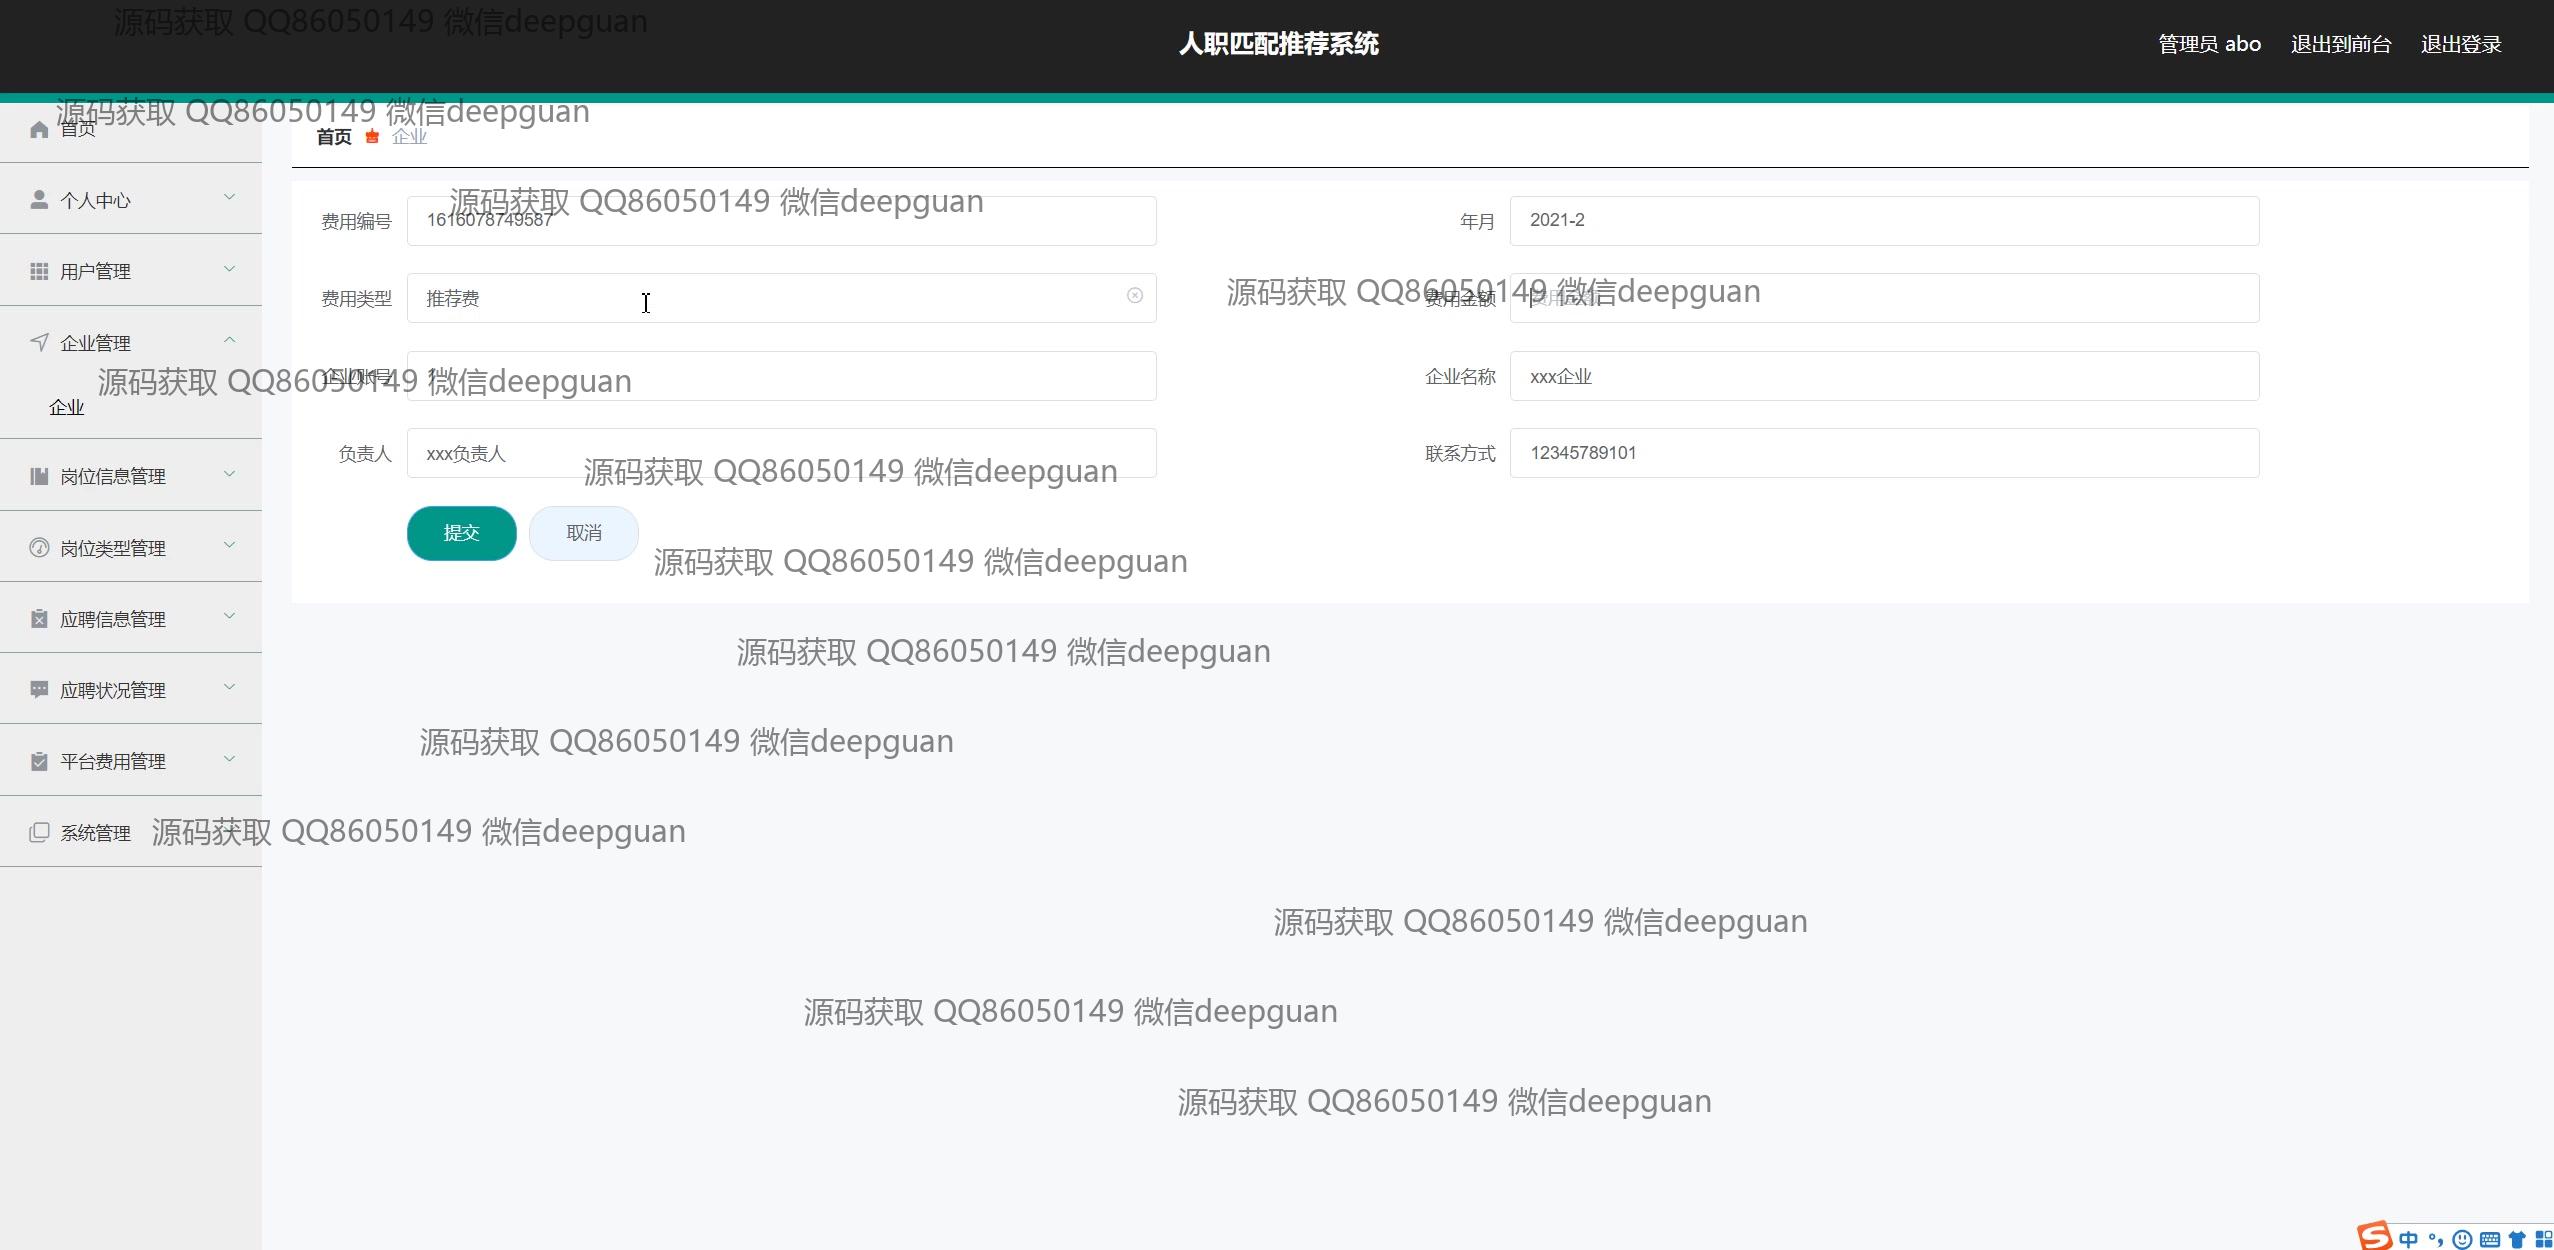 源码获取 QQ86050149 微信deepguan
人职匹配推荐系统
管理员 abo 退出到前台 退出登录
源码获取 QQ86050149 微信deepguan
首页
首页 企业
个人中心
源码获取 QQ86050149 微信deepguan
费用编号 1616078749587
年月 2021-2
用户管理
费用类型 推荐费
源码获取 QQ86050149 微信deepguan
费用金额 费用金额
企业管理
企业账号 1
源码获取 QQ86050149 微信deepguan
企业名称 xxx企业
企业
负责人 xxx负责人
联系方式 12345789101
源码获取 QQ86050149 微信deepguan
岗位信息管理
提交 取消
岗位类型管理
源码获取 QQ86050149 微信deepguan
应聘信息管理
源码获取 QQ86050149 微信deepguan
应聘状况管理
源码获取 QQ86050149 微信deepguan
平台费用管理
系统管理
源码获取 QQ86050149 微信deepguan
源码获取 QQ86050149 微信deepguan
源码获取 QQ86050149 微信deepguan
源码获取 QQ86050149 微信deepguan
中